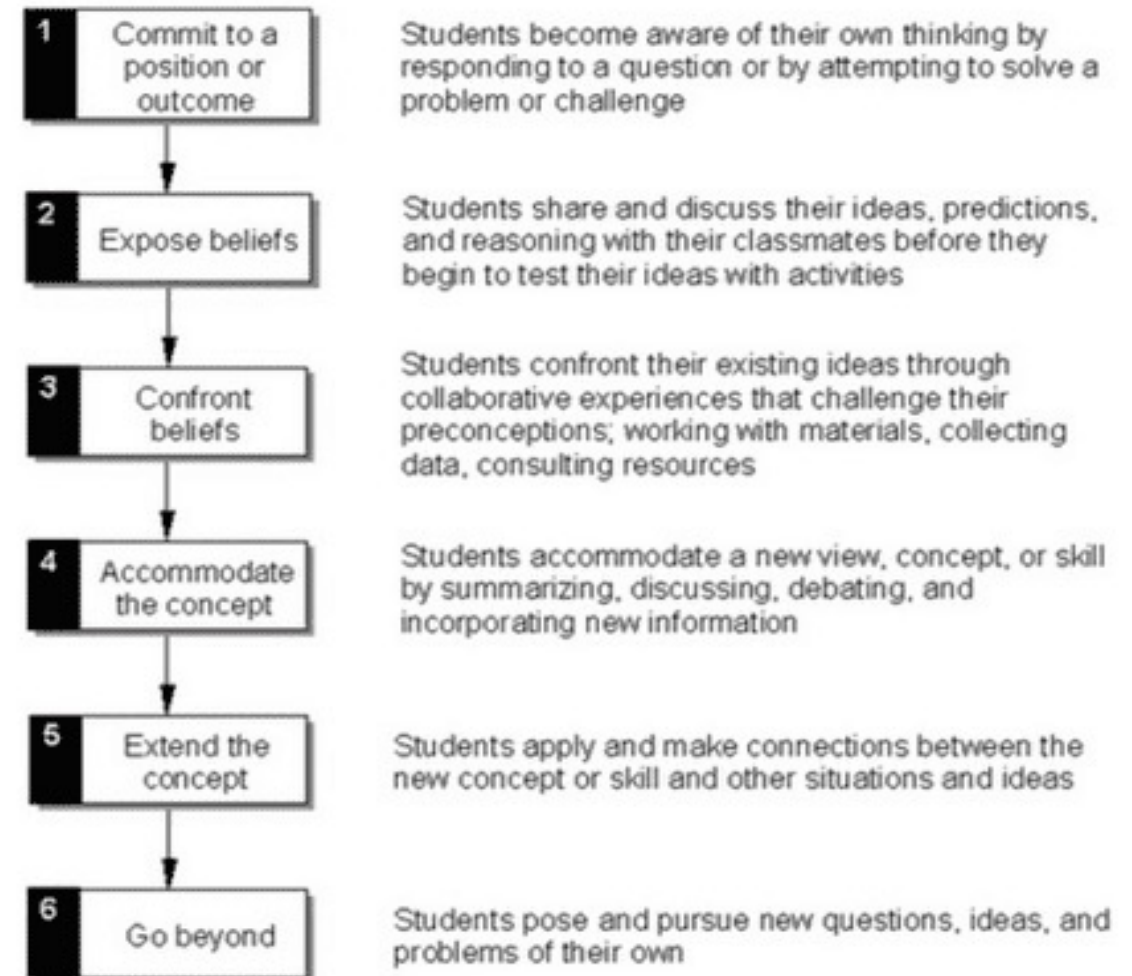 1
Commit to a
position or
outcome
Students become aware of their own thinking by
responding to a question or by attempting to solve a
problem or challenge
2
Expose beliefs
Students share and discuss their ideas, predictions,
and reasoning with their classmates before they
begin to test their ideas with activities
3
Confront
beliefs
Students confront their existing ideas through
collaborative experiences that challenge their
preconceptions; working with materials, collecting
data, consulting resources
4
Accommodate
the concept
Students accommodate a new view, concept, or skill
by summarizing, discussing, debating, and
incorporating new information
5
Extend the
concept
Students apply and make connections between the
new concept or skill and other situations and ideas
6
Go beyond
Students pose and pursue new questions, ideas, and
problems of their own